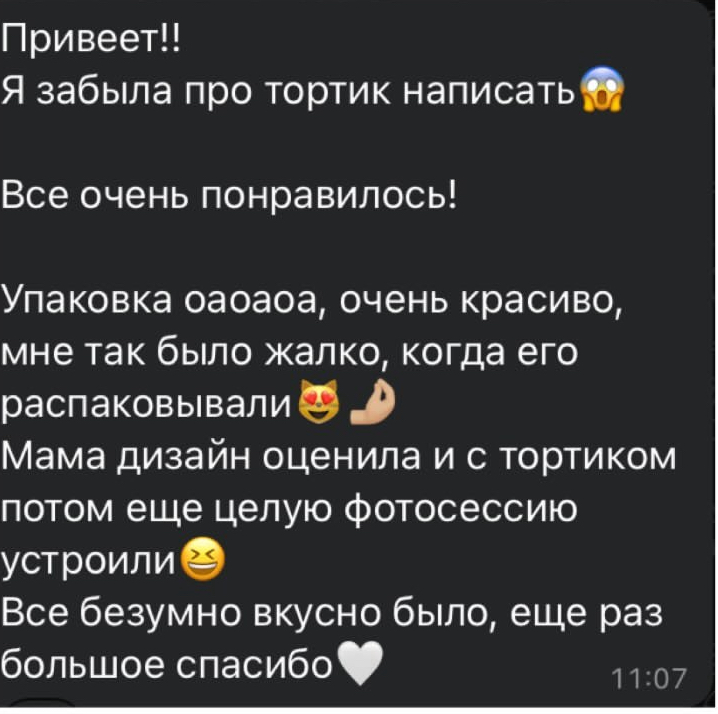 Привеет!!
Я забыла про тортик написать😱
Все очень понравилось!
Упаковка оаоаоа, очень красиво,
мне так было жалко, когда его
распаковывали😻🤌🏼
Мама дизайн оценила и с тортиком
потом еще целую фотосессию
устроили😆
Все безумно вкусно было, еще раз
большое спасибо🤍
11:07